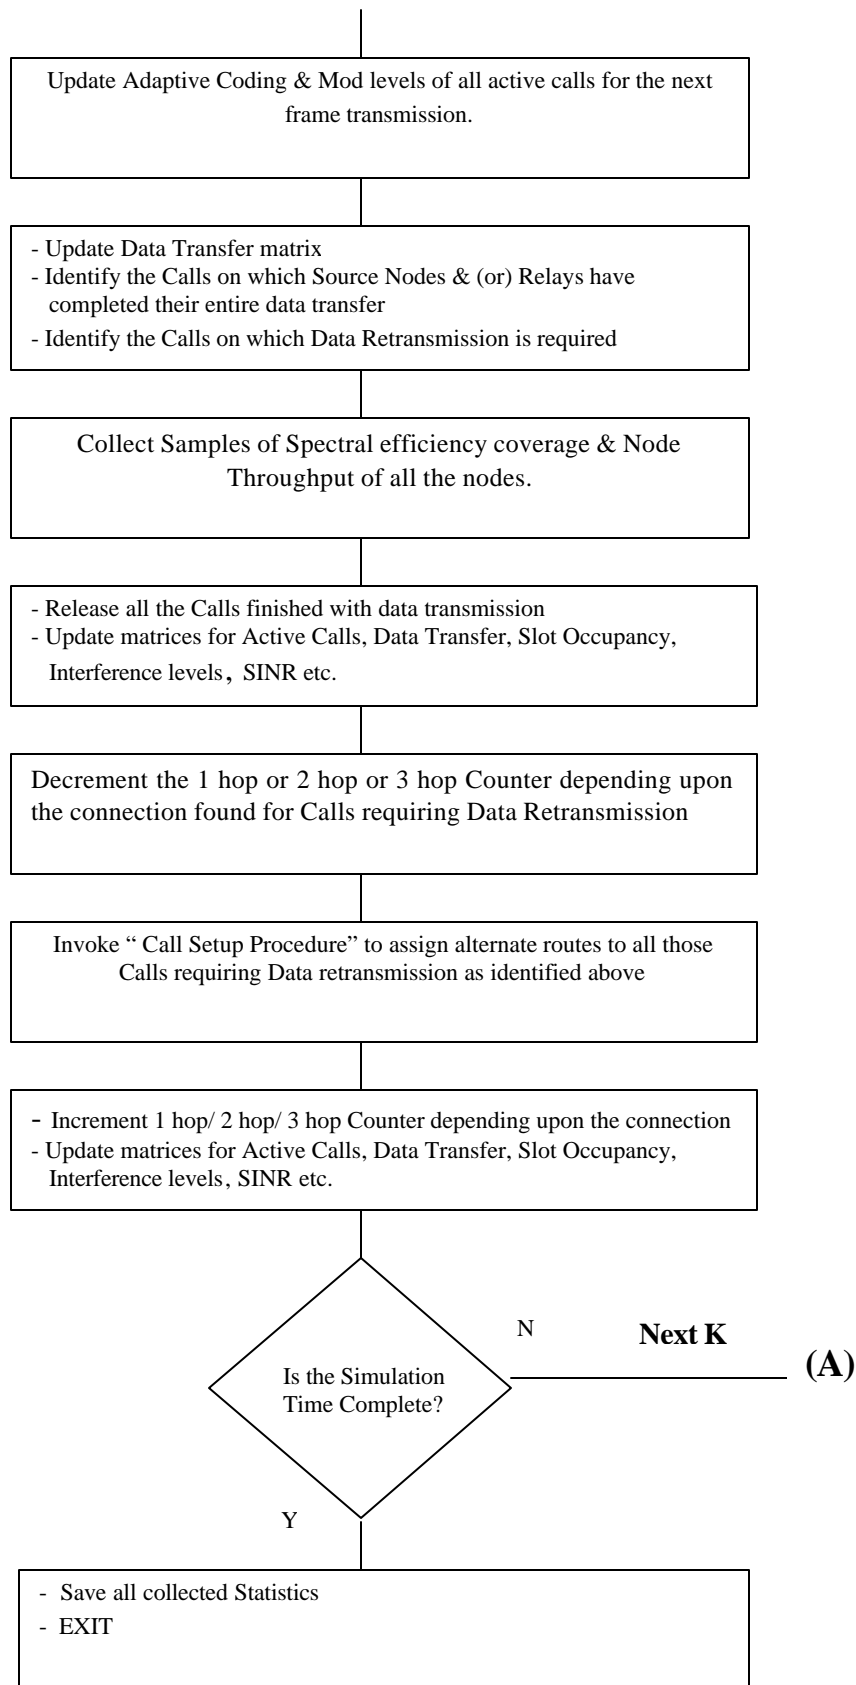 Update Adaptive Coding & Mod levels of all active calls for the next
frame transmission.
- Update Data Transfer matrix
- Identify the Calls on which Source Nodes & (or) Relays have
completed their entire data transfer
- Identify the Calls on which Data Retransmission is required
Collect Samples of Spectral efficiency coverage & Node
Throughput of all the nodes.
- Release all the Calls finished with data transmission
- Update matrices for Active Calls, Data Transfer, Slot Occupancy,
Interference levels, SINR etc.
Decrement the 1 hop or 2 hop or 3 hop Counter depending upon
the connection found for Calls requiring Data Retransmission
Invoke “ Call Setup Procedure” to assign alternate routes to all those
Calls requiring Data retransmission as identified above
- Increment 1 hop/ 2 hop/ 3 hop Counter depending upon the connection
- Update matrices for Active Calls, Data Transfer, Slot Occupancy,
Interference levels, SINR etc.
N
Next K
(A)
Is the Simulation
Time Complete?
Y
- Save all collected Statistics
- EXIT